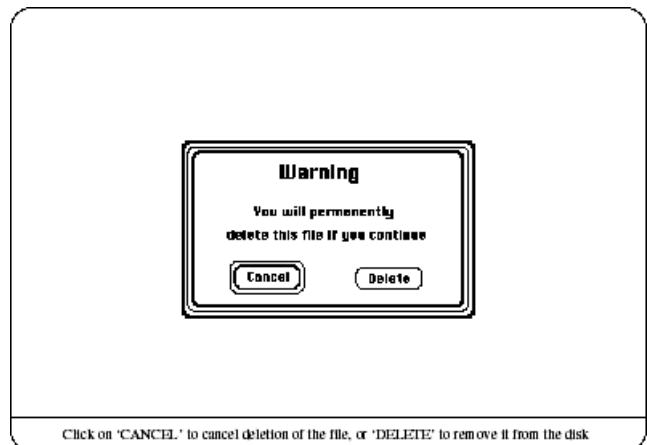 Warning
You will permanently
delete this file if you continue
Cancel
Delete
Click on ‘CANCEL’ to cancel deletion of the file, or ‘DELETE’ to remove it from the disk